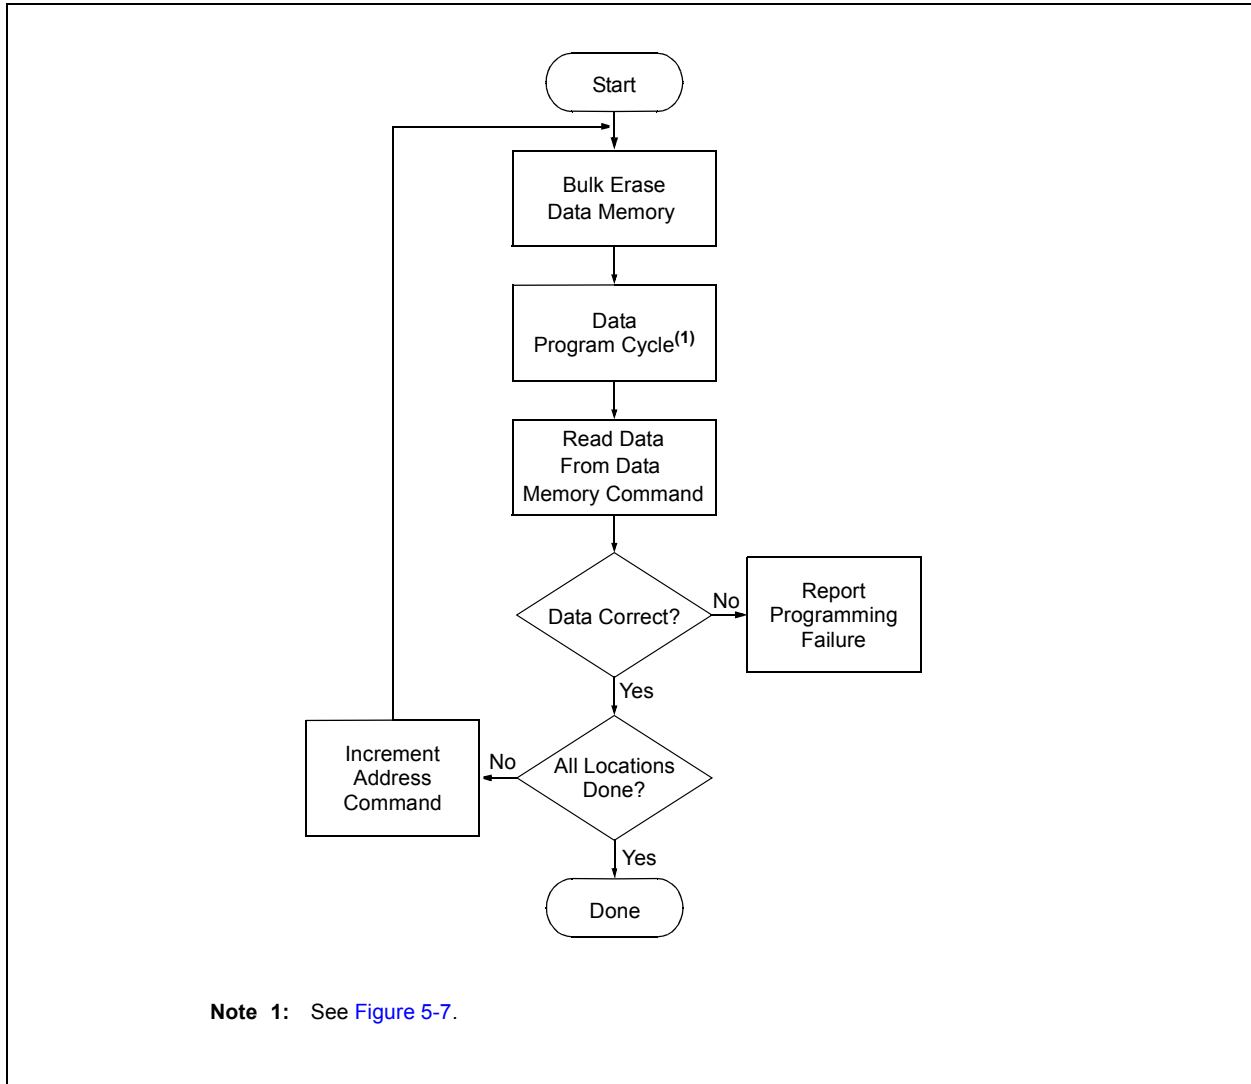 Start
Bulk Erase
Data Memory
Data
Program Cycle(1)
Read Data
From Data
Memory Command
Data Correct?
No
Report
Programming
Failure
Yes
All Locations
Done?
No
Increment
Address
Command
Yes
Done
Note 1: See Figure 5-7.